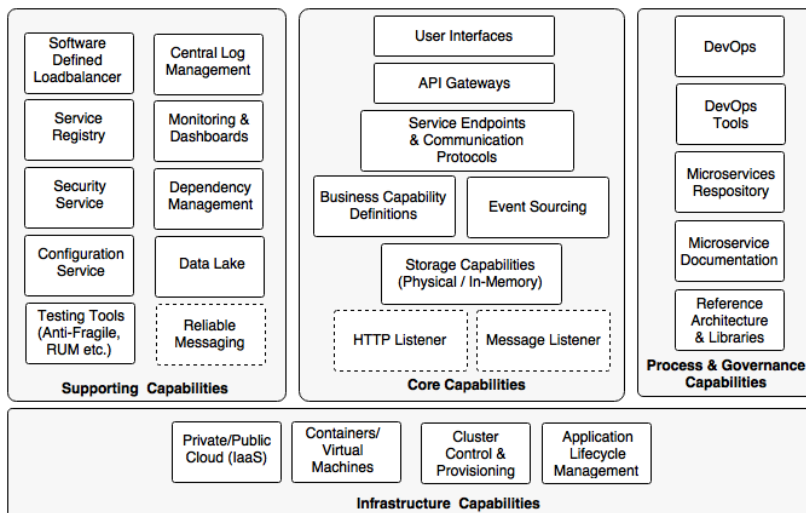 Software
Defined
Loadbalancer
Central Log
Management
Service
Registry
Monitoring &
Dashboards
Security
Service
Dependency
Management
Configuration
Service
Data Lake
Testing Tools
(Anti-Fragile,
RUM etc.)
Reliable
Messaging
Supporting Capabilities
User Interfaces
API Gateways
Service Endpoints
& Communication
Protocols
Business Capability
Definitions
Event Sourcing
Storage Capabilities
(Physical / In-Memory)
HTTP Listener
Message Listener
Core Capabilities
DevOps
DevOps
Tools
Microservices
Respository
Microservice
Documentation
Reference
Architecture
& Libraries
Process & Governance
Capabilities
Private/Public
Cloud (IaaS)
Containers/
Virtual
Machines
Cluster
Control &
Provisioning
Application
Lifecycle
Management
Infrastructure Capabilities